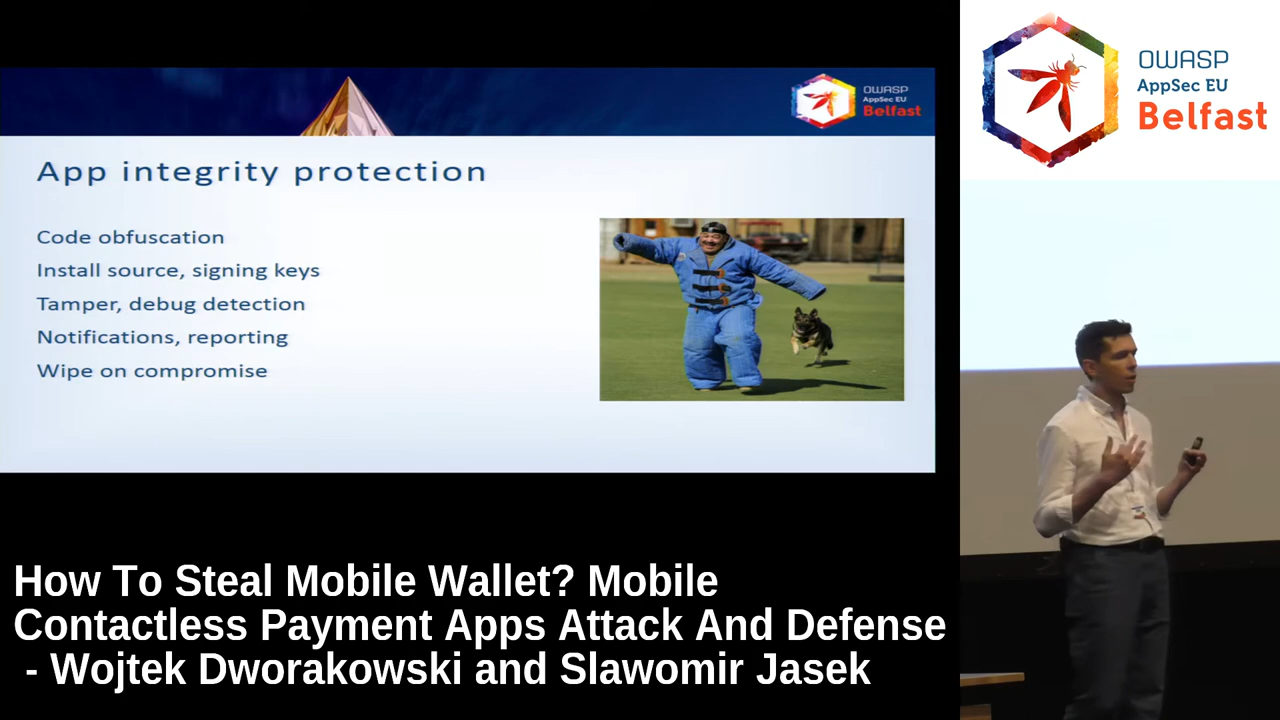 OWASP
AppSec EU
Belfast
App integrity protection
Code obfuscation
Install source, signing keys
Tamper, debug detection
Notifications, reporting
Wipe on compromise
OWASP
AppSec EU
Belfast
How To Steal Mobile Wallet? Mobile
Contactless Payment Apps Attack And Defense
- Wojtek Dworakowski and Slawomir Jasek